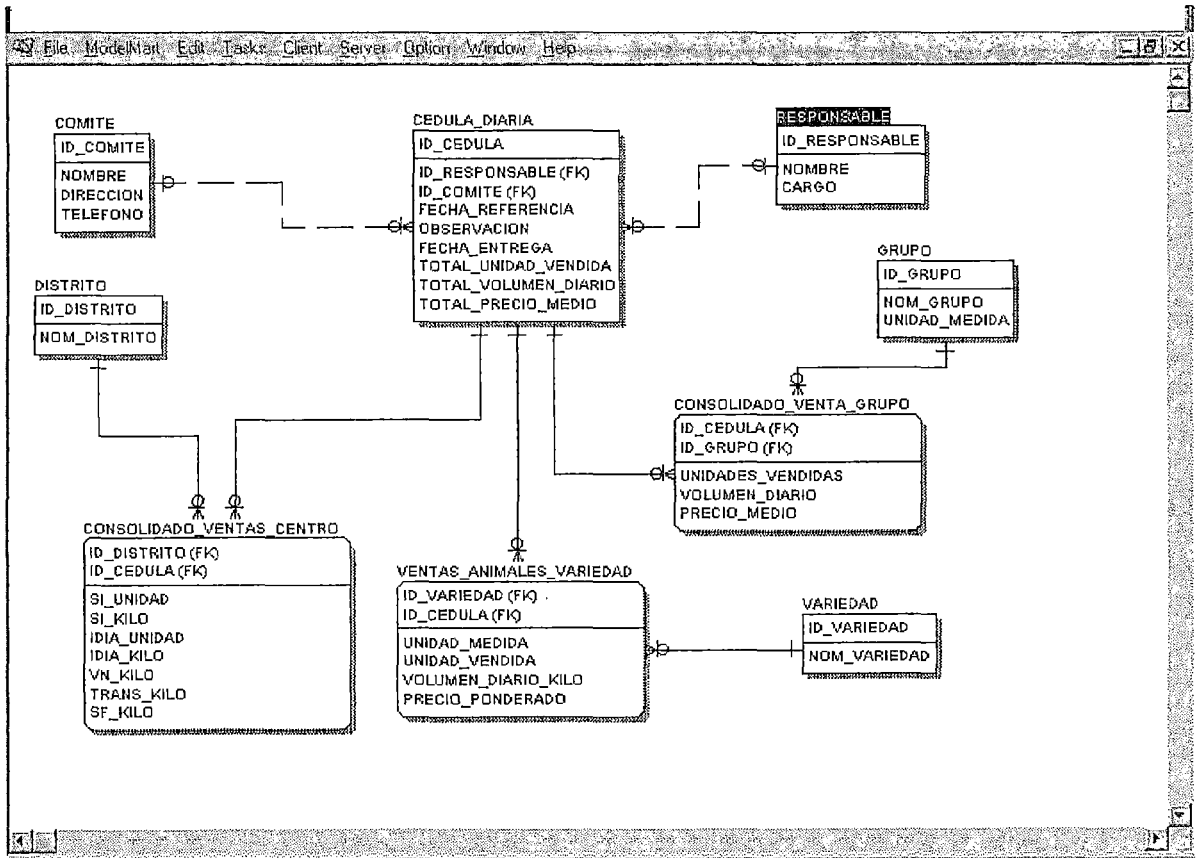 File ModelMart Edit Tasks Client Server Option Window Help
COMITE
ID_COMITE
NOMBRE
DIRECCION
TELEFONO
CEDULA_DIARIA
ID_CEDULA
ID_RESPONSABLE (FK)
ID_COMITE (FK)
FECHA_REFERENCIA
OBSERVACION
FECHA_ENTREGA
TOTAL_UNIDAD_VENDIDA
TOTAL_VOLUMEN_DIARIO
TOTAL_PRECIO_MEDIO
RESPONSABLE
ID_RESPONSABLE
NOMBRE
CARGO
DISTRITO
ID_DISTRITO
NOM_DISTRITO
GRUPO
ID_GRUPO
NOM_GRUPO
UNIDAD_MEDIDA
CONSOLIDADO_VENTA_GRUPO
ID_CEDULA (FK)
ID_GRUPO (FK)
UNIDADES_VENDIDAS
VOLUMEN_DIARIO
PRECIO_MEDIO
CONSOLIDADO_VENTAS_CENTRO
ID_DISTRITO (FK)
ID_CEDULA (FK)
SI_UNIDAD
SI_KILO
IDIA_UNIDAD
IDIA_KILO
VN_KILO
TRANS_KILO
SF_KILO
VENTAS_ANIMALES_VARIEDAD
ID_VARIEDAD (FK)
ID_CEDULA (FK)
UNIDAD_MEDIDA
UNIDAD_VENDIDA
VOLUMEN_DIARIO_KILO
PRECIO_PONDERADO
VARIEDAD
ID_VARIEDAD
NOM_VARIEDAD